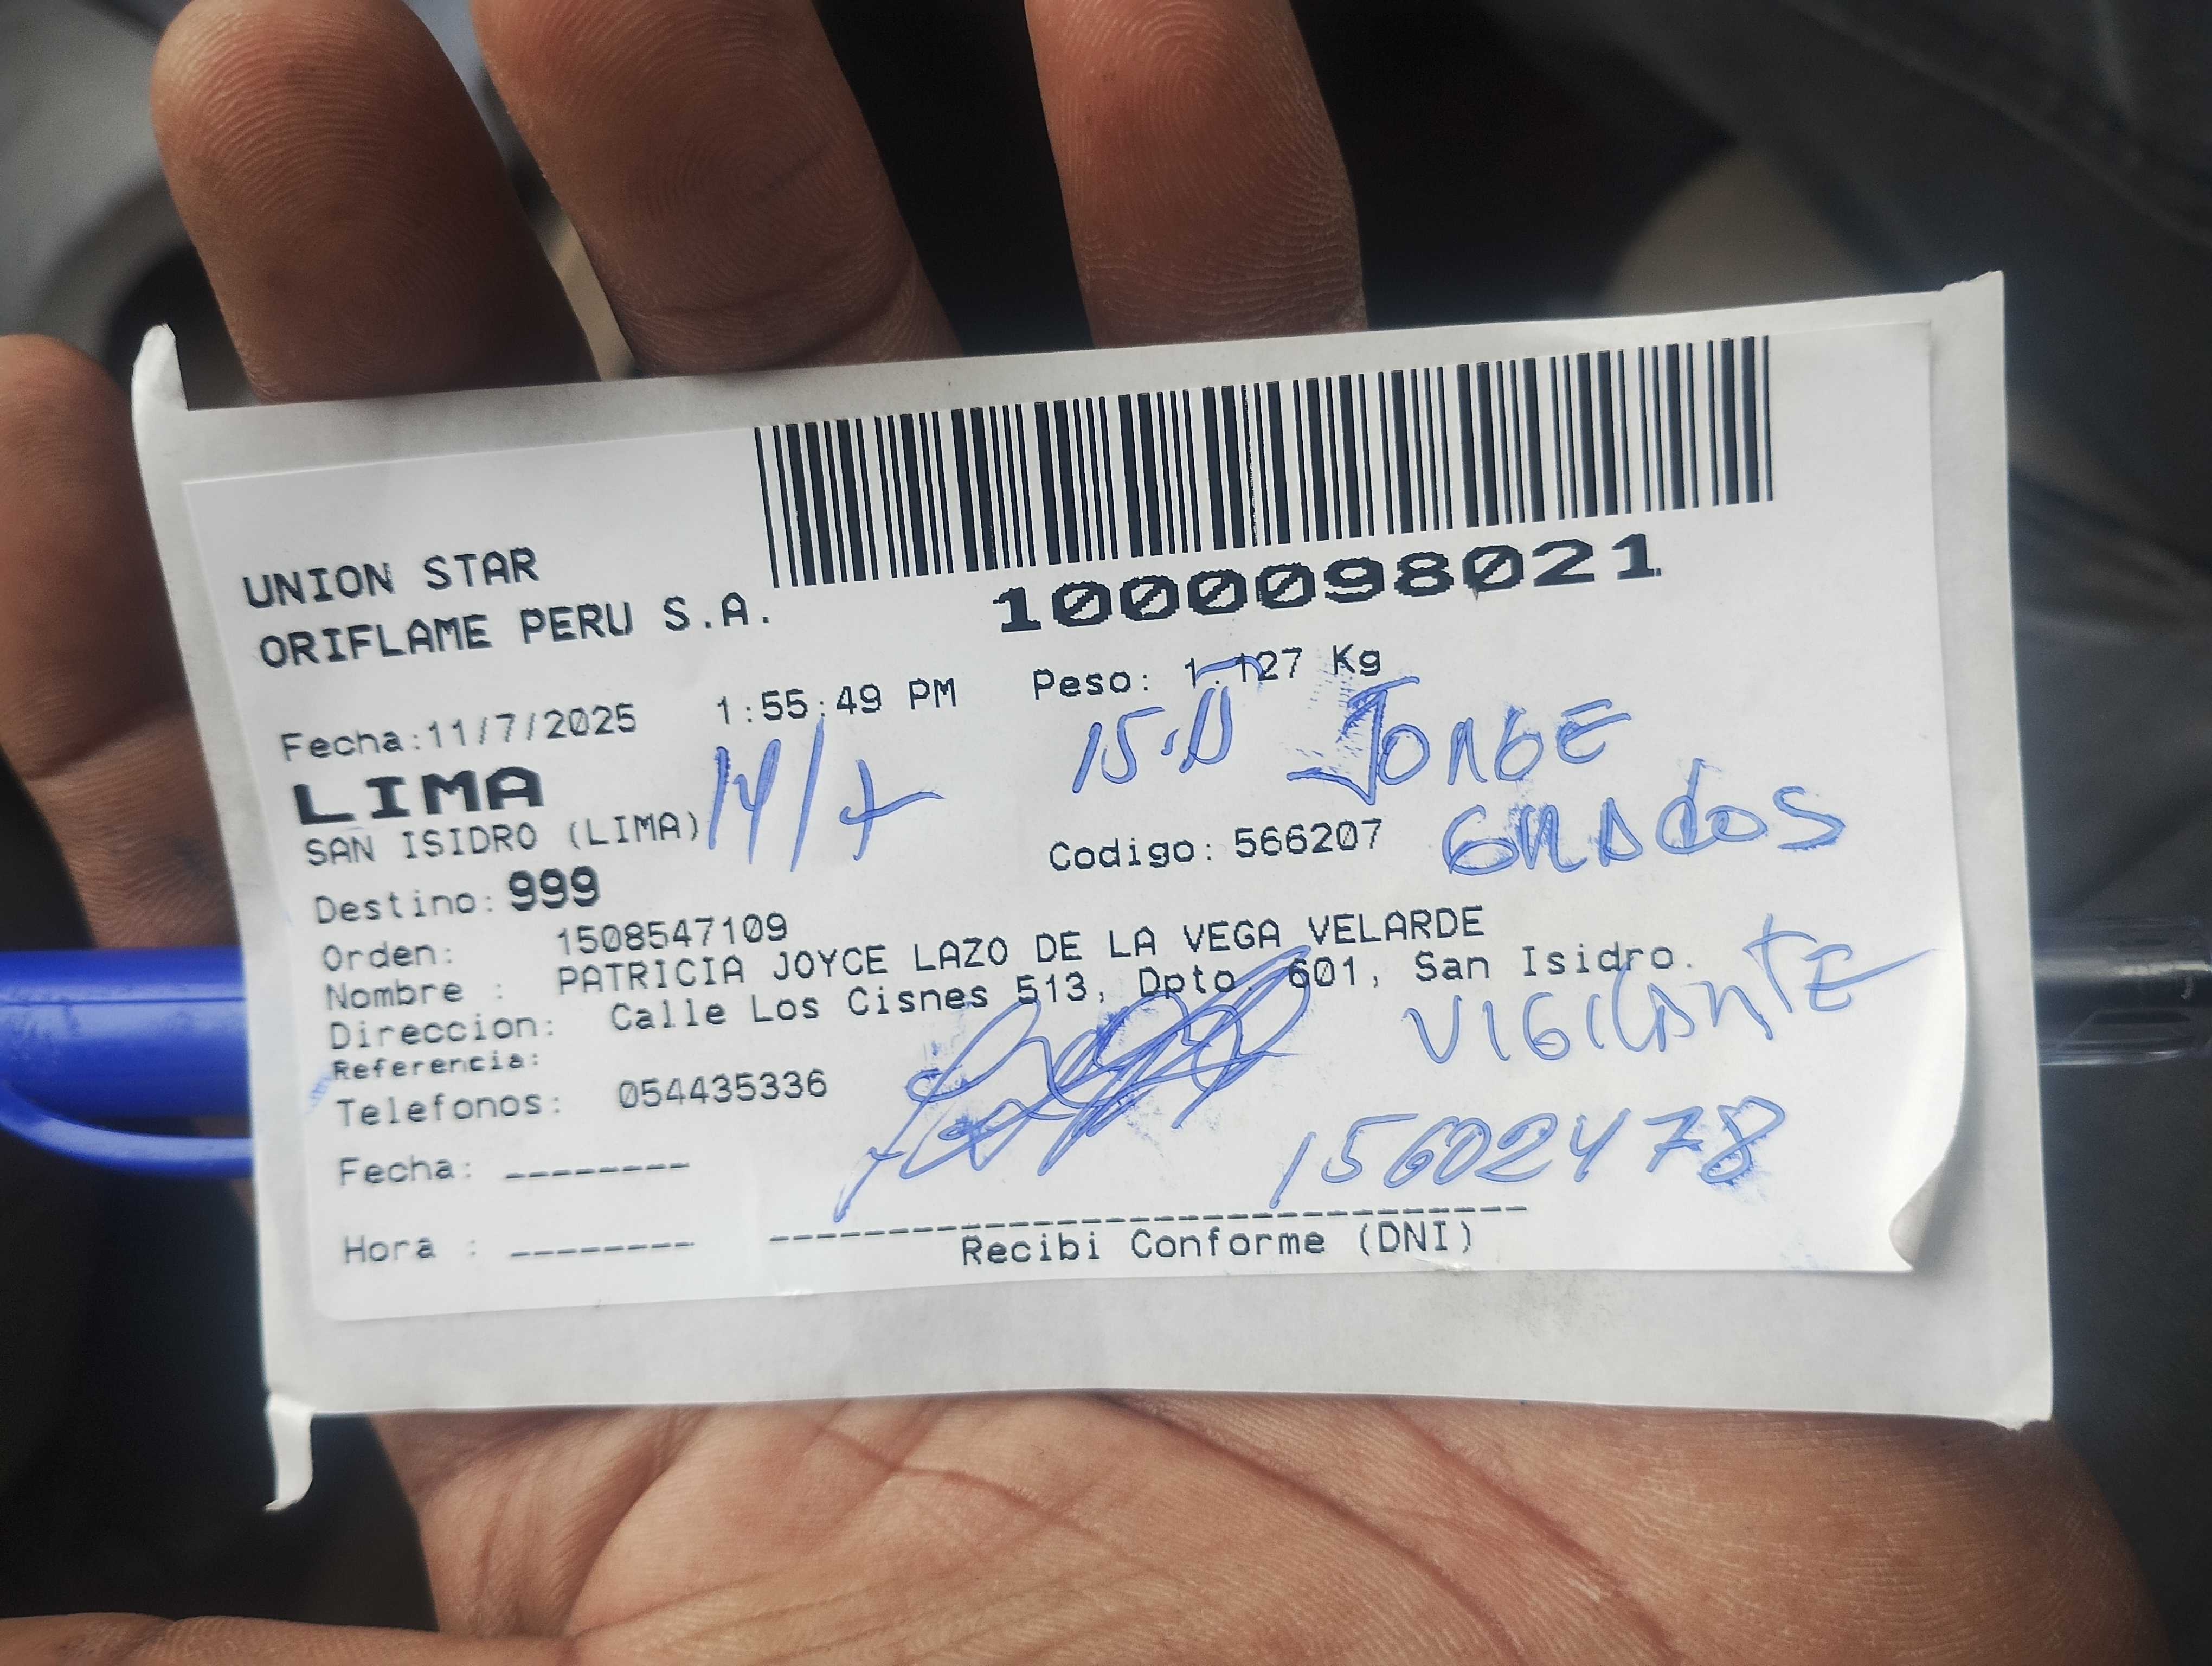 UNION STAR
ORIFLAME PERU S.A.
1000098021
Fecha:11/7/2025 1:55:49 PM Peso: 1.127 Kg
LIMA 14/7 JORGE
SAN ISIDRO (LIMA) Codigo:566207 GRADOS
Destino:999
Orden: 1508547109
Nombre : PATRICIA JOYCE LAZO DE LA VEGA VELARDE
Direccion: Calle Los Cisnes 513, Dpto. 601, San Isidro.
Referencia: VIGILANTE
Telefonos: 054435336
Fecha: -------- 15602478
Hora : --------
Recibi Conforme (DNI)